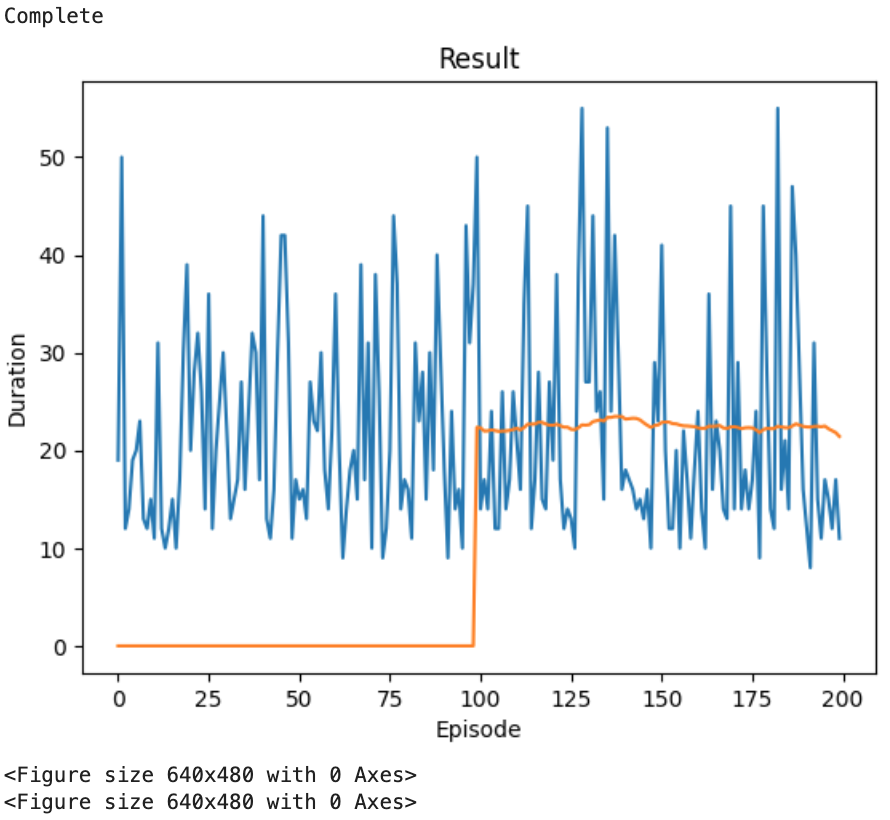 Complete
Result
50
40
30
20
10
0
Duration
0 25 50 75 100 125 150 175 200
Episode
<Figure size 640x480 with 0 Axes>
<Figure size 640x480 with 0 Axes>